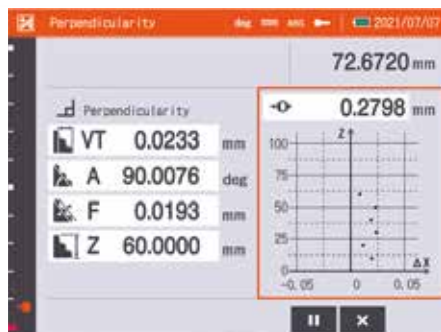 Perpendicularity deg mm ABS 2021/07/07
72.6720 mm
Perpendicularity
VT 0.0233 mm
A 90.0076 deg
F 0.0193 mm
Z 60.0000 mm
0.2798 mm
Z
100
75
50
25
0
-0.05 0 0.05
ΔX